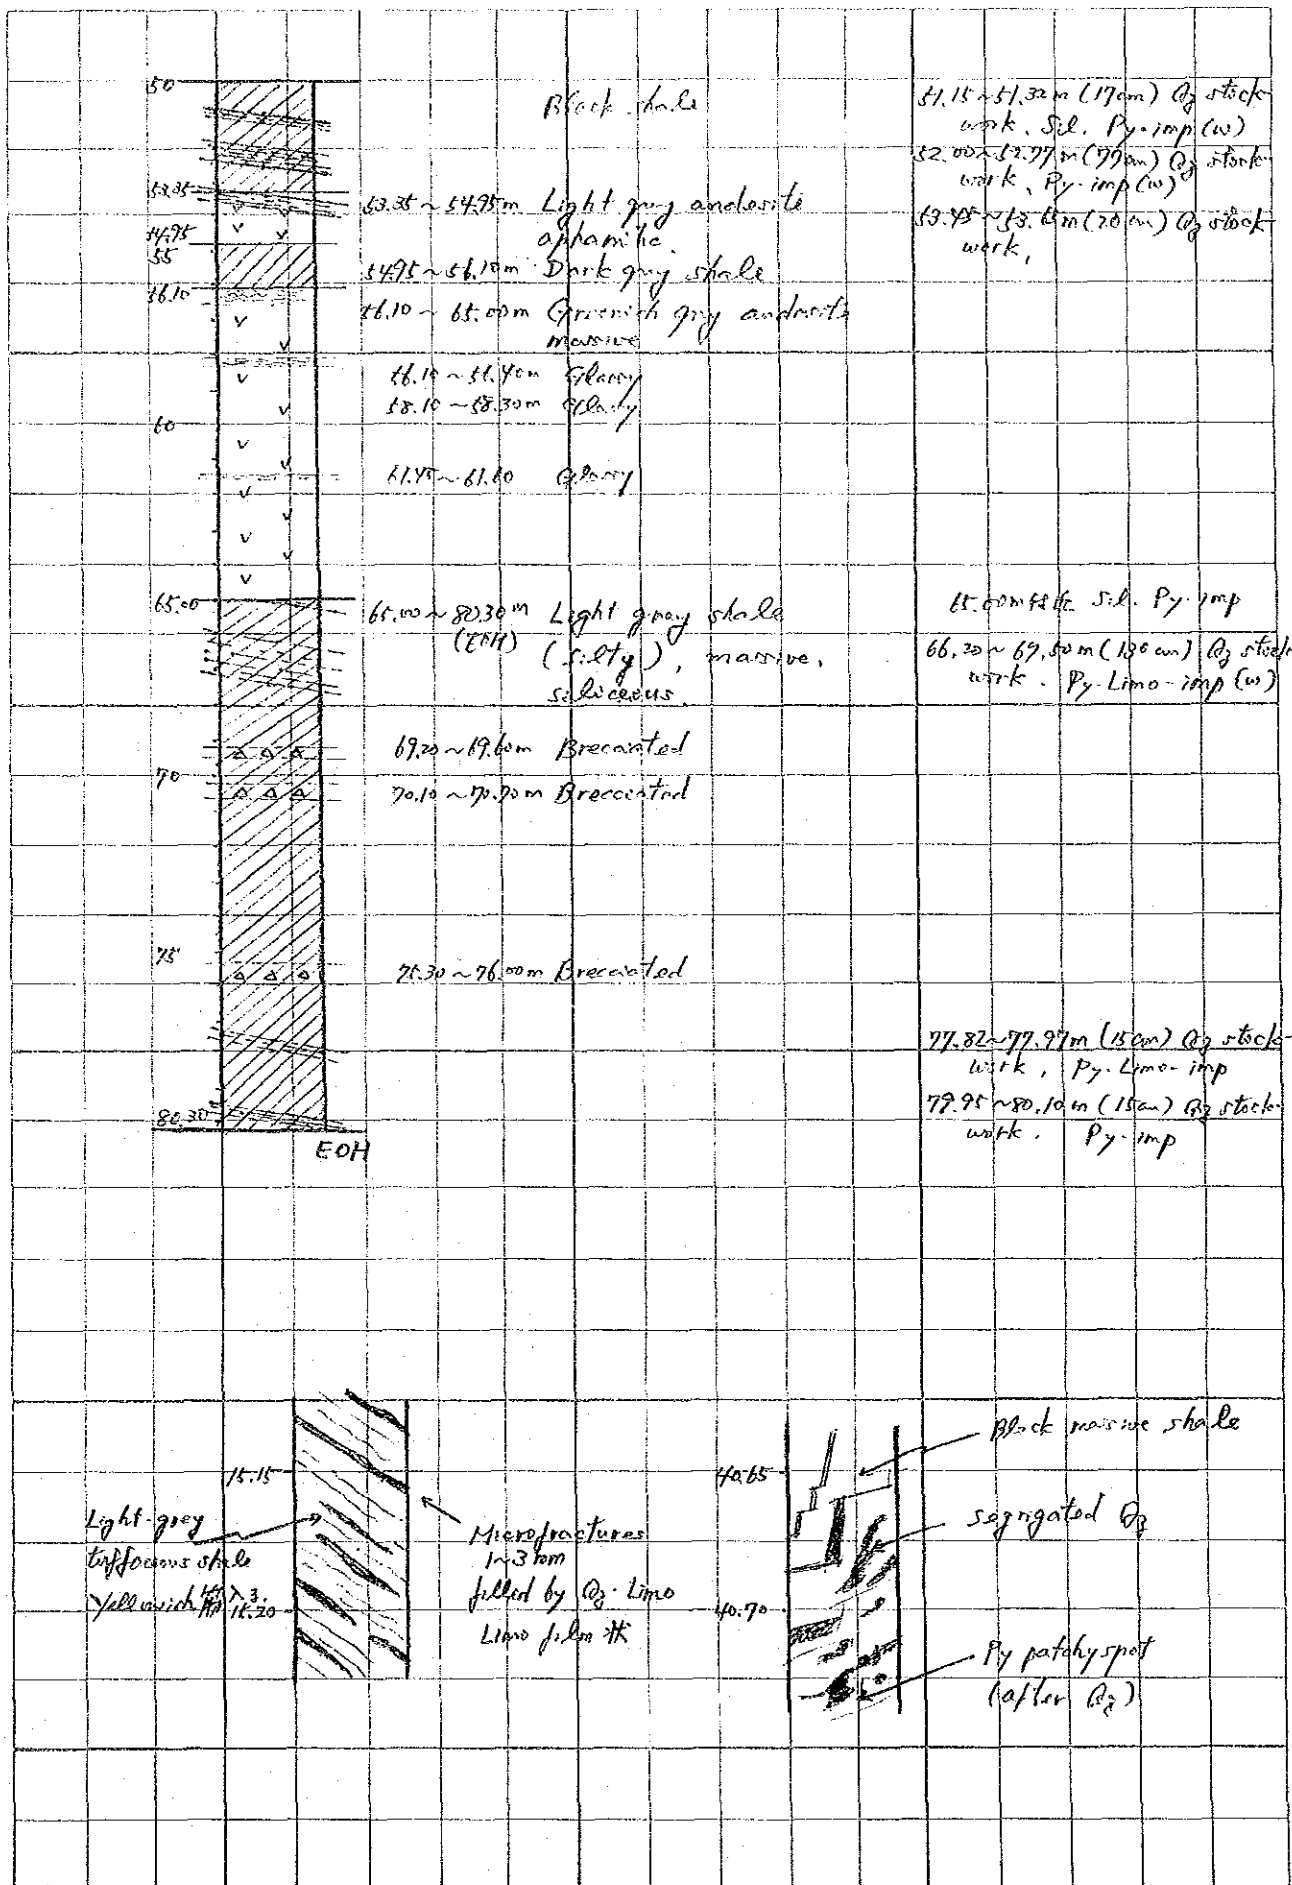 50
Black shale
51.15~51.32m (17cm) Qz stock-
work. Sil. Py-imp (w)
52.00~52.77m (77cm) Qz stock-
work, Py-imp (w)
53.35
53.35~54.95m Light grey andesite
aphanitic.
53.45~53.65m (20cm) Qz stock-
work,
54.95
55
54.95~56.10m Dark grey shale
56.10
56.10~65.00m Greenish grey andesite
massive
56.10~56.40m Glassy
58.10~58.30m Glassy
60
61.45~61.60 Glassy
65.00
65.00~80.30m Light gray shale
(EOH) (silty), massive,
siliceous.
65.00m Sil. Py-imp
66.20~69.50m (130cm) Qz stock-
work. Py-Limo-imp (w)
69.20~69.60m Brecciated
70
70.10~70.70m Brecciated
75
75.30~76.00m Brecciated
77.82~77.97m (15cm) Qz stock-
work, Py-Limo-imp
79.95~80.10m (15cm) Qz stock-
work. Py-imp
80.30
EOH
15.15
Light-grey
tuffaceous shale
Yellowish
15.20
Microfractures
1~3mm
filled by Qz-Limo
Limo film 状
40.65
Black massive shale
segrigated Qz
40.70
Py patchy spot
(after Qz)